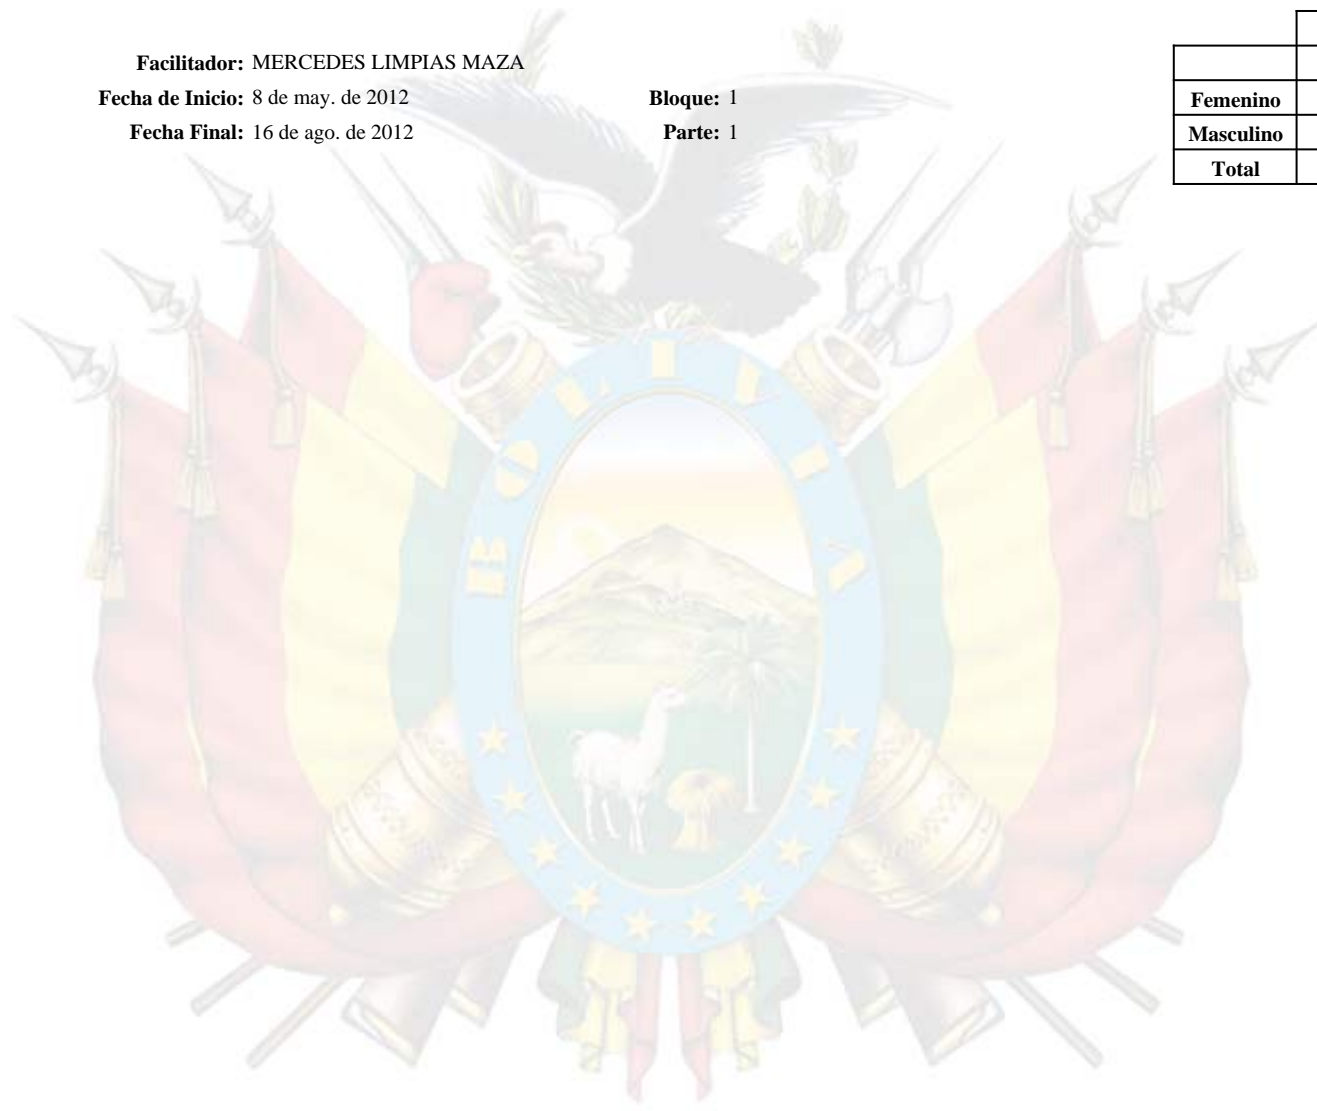 Facilitador: MERCEDES LIMPIAS MAZA
Fecha de Inicio: 8 de may. de 2012 Bloque: 1
Fecha Final: 16 de ago. de 2012 Parte: 1
Femenino
Masculino
Total
BOLIVIA